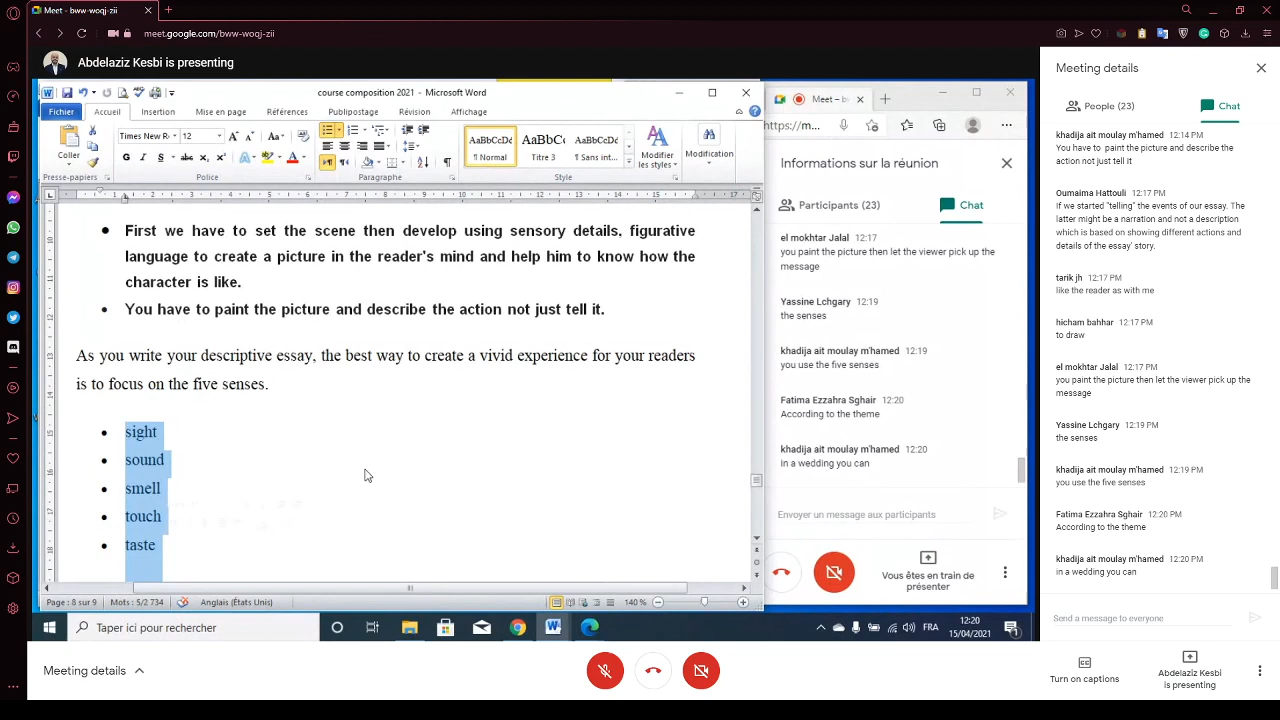 Meet - bww-woqj-zii
meet.google.com/bww-woqj-zii
Abdelaziz Kesbi is presenting
course composition 2021 - Microsoft Word
Fichier Accueil Insertion Mise en page Références Publipostage Révision Affichage
Coller
Times New R 12
AaBbCcDc AaBbCc AaBbCcDc
¶ Normal Titre 3 ¶ Sans int...
Modifier
les styles
Modification
Presse-papiers Police Paragraphe Style
First we have to set the scene then develop using sensory details, figurative
language to create a picture in the reader's mind and help him to know how the
character is like.
You have to paint the picture and describe the action not just tell it.
As you write your descriptive essay, the best way to create a vivid experience for your readers
is to focus on the five senses.
sight
sound
smell
touch
taste
Page : 8 sur 9 Mots : 5/2 734 Anglais (États Unis) 140 %
Meet – b
https://m...
Informations sur la réunion
Participants (23) Chat
el mokhtar Jalal 12:17
you paint the picture then let the viewer pick up the
message
Yassine Lchgary 12:19
the senses
khadija ait moulay m'hamed 12:19
you use the five senses
Fatima Ezzahra Sghair 12:20
According to the theme
khadija ait moulay m'hamed 12:20
in a wedding you can
Envoyer un message aux participants
Vous êtes en train de
présenter
Taper ici pour rechercher
FRA
12:20
15/04/2021
Meeting details
People (23) Chat
khadija ait moulay m'hamed 12:14 PM
You have to paint the picture and describe the
action not just tell it
Oumaima Hattouli 12:17 PM
If we started "telling" the events of our essay. The
latter might be a narration and not a description
which is based on showing different actions and
details of the essay' story.
tarik jh 12:17 PM
like the reader as with me
hicham bahhar 12:17 PM
to draw
el mokhtar Jalal 12:17 PM
you paint the picture then let the viewer pick up the
message
Yassine Lchgary 12:19 PM
the senses
khadija ait moulay m'hamed 12:19 PM
you use the five senses
Fatima Ezzahra Sghair 12:20 PM
According to the theme
khadija ait moulay m'hamed 12:20 PM
in a wedding you can
Send a message to everyone
Meeting details
Turn on captions
Abdelaziz Kesbi
is presenting